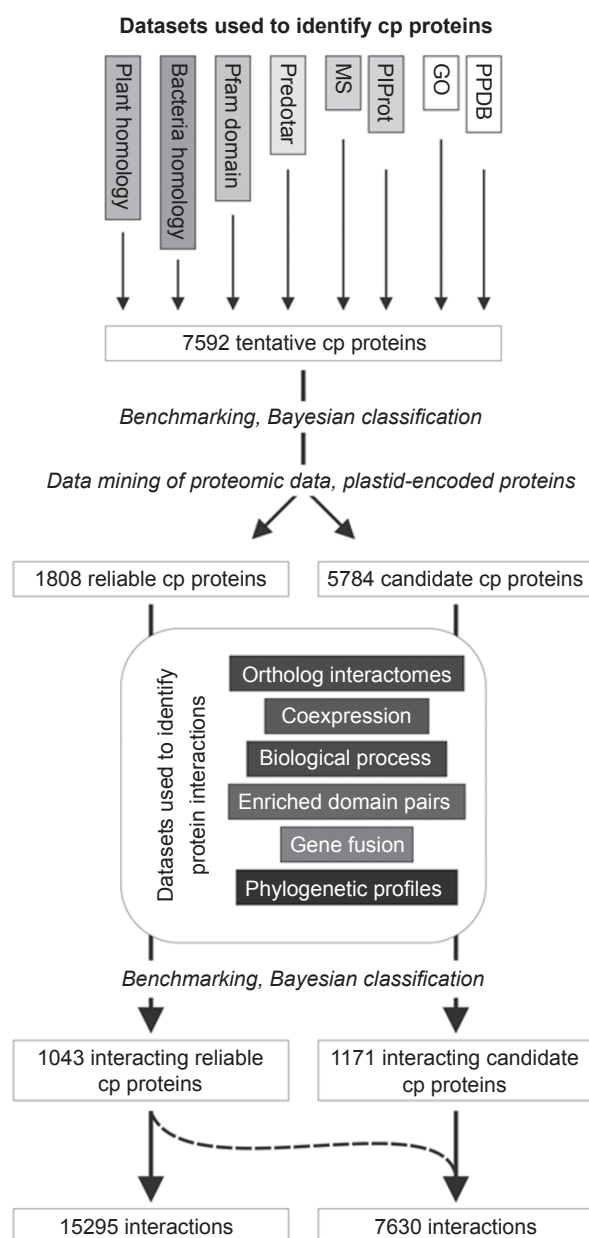 Datasets used to identify cp proteins
Plant homology
Bacteria homology
Pfam domain
Predotar
MS
PlProt
GO
PPDB
7592 tentative cp proteins
Benchmarking, Bayesian classification
Data mining of proteomic data, plastid-encoded proteins
1808 reliable cp proteins
5784 candidate cp proteins
Datasets used to identify
protein interactions
Ortholog interactomes
Coexpression
Biological process
Enriched domain pairs
Gene fusion
Phylogenetic profiles
Benchmarking, Bayesian classification
1043 interacting reliable
cp proteins
1171 interacting candidate
cp proteins
15295 interactions
7630 interactions